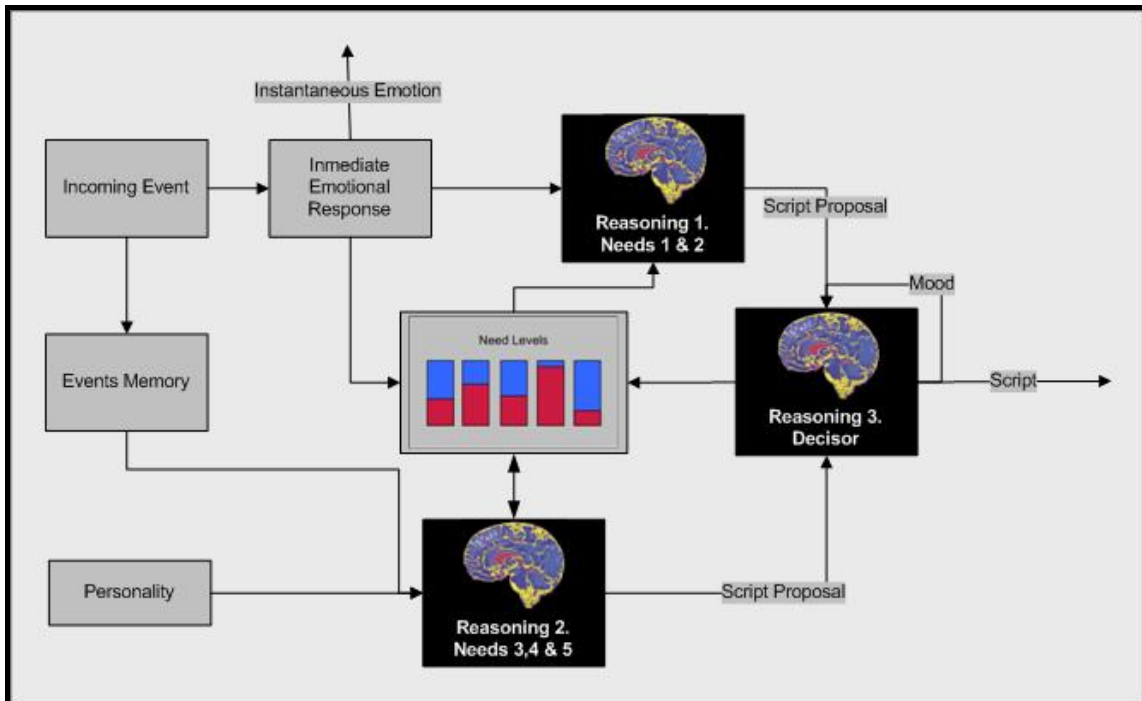 Instantaneous Emotion
Incoming Event
Inmediate
Emotional
Response
Reasoning 1.
Needs 1 & 2
Script Proposal
Mood
Need Levels
Events Memory
Reasoning 3.
Decisor
Script
Personality
Reasoning 2.
Needs 3,4 & 5
Script Proposal